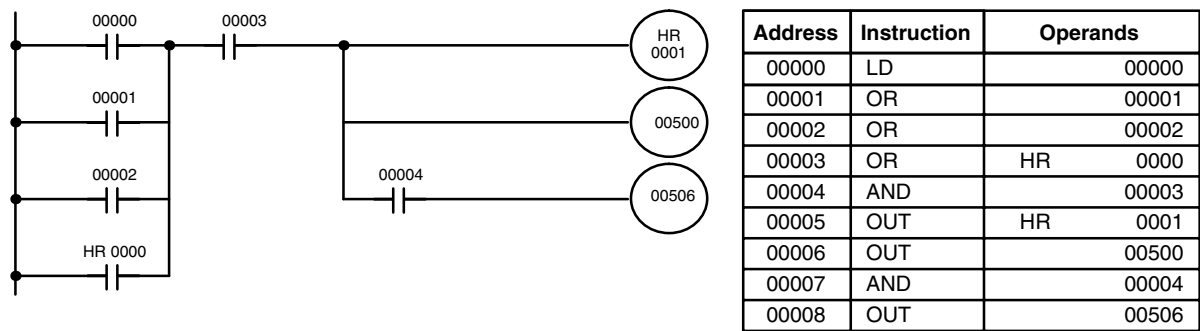 00000
00003
HR
0001
00001
00500
00002
00004
00506
HR 0000
Address Instruction Operands
00000 LD 00000
00001 OR 00001
00002 OR 00002
00003 OR HR 0000
00004 AND 00003
00005 OUT HR 0001
00006 OUT 00500
00007 AND 00004
00008 OUT 00506